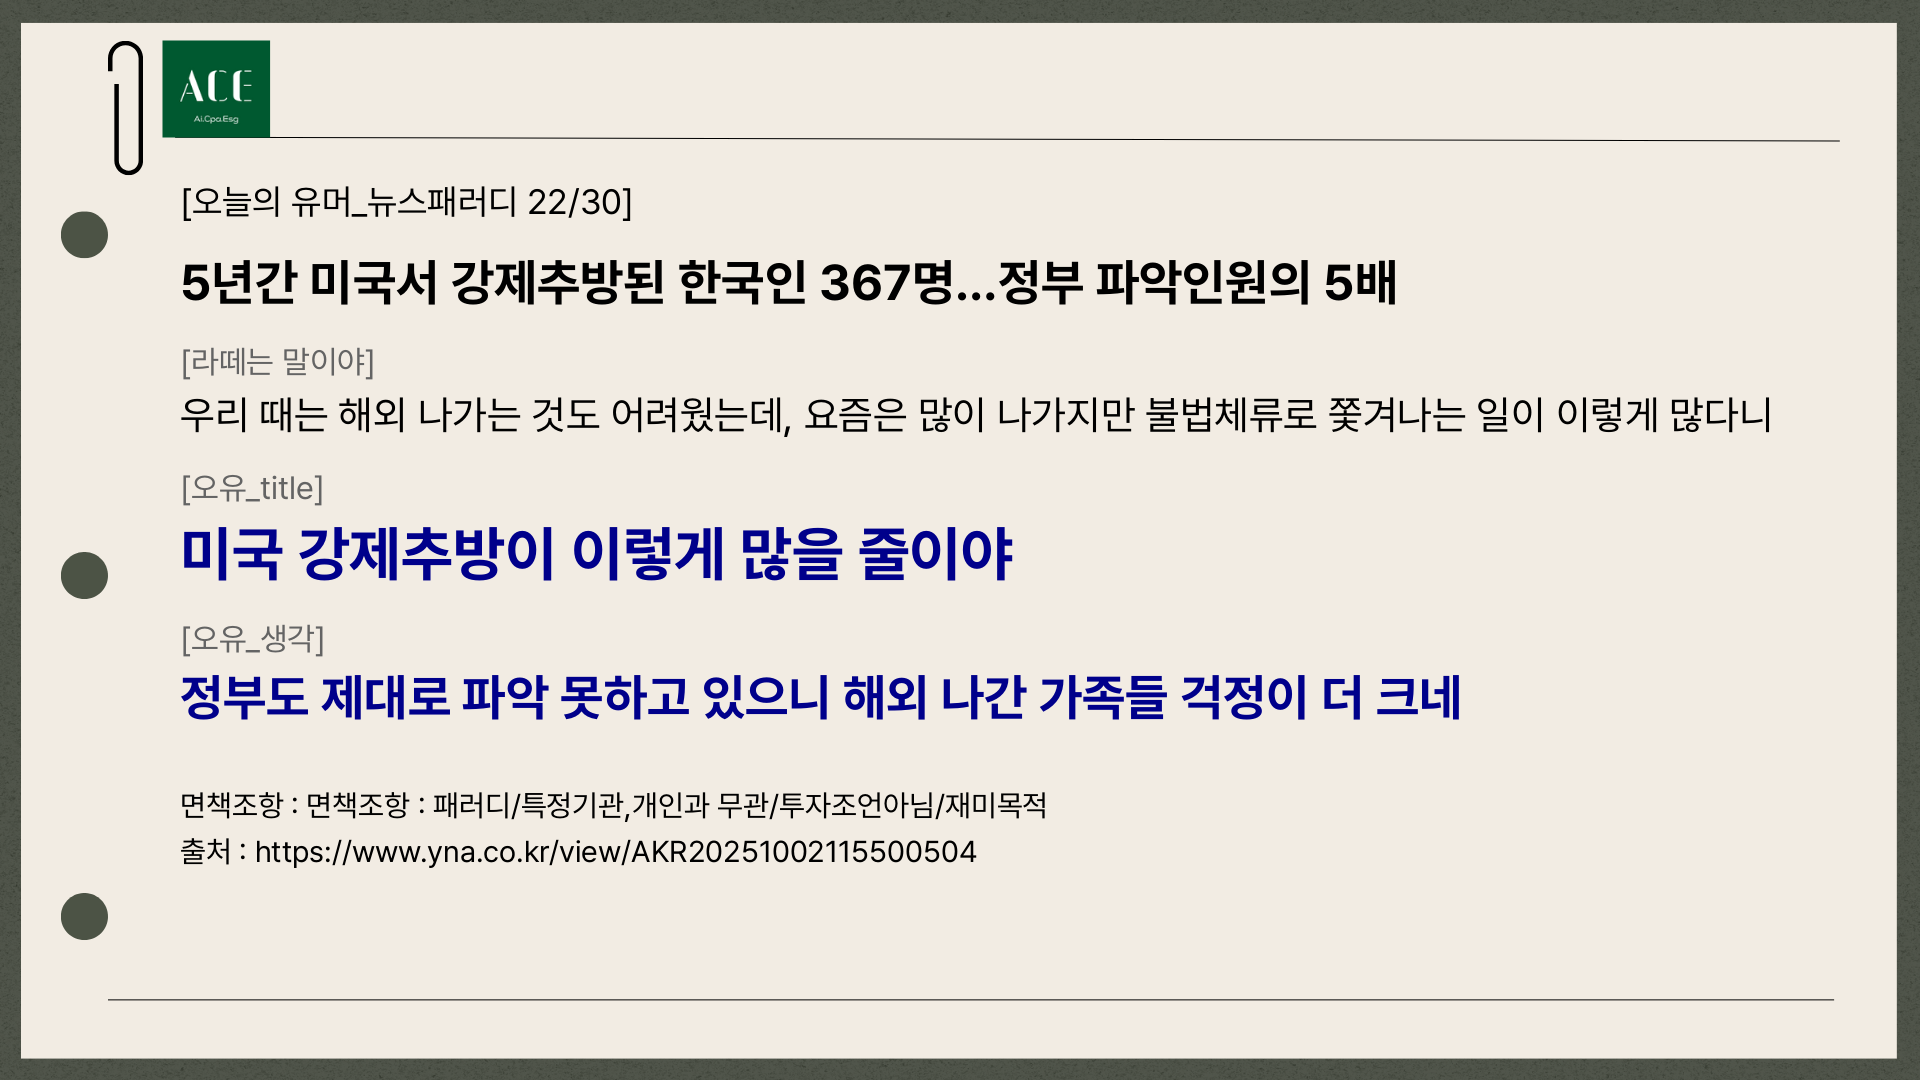 ACE
Ai.Cpa.Esg
[오늘의 유머_뉴스패러디 22/30]
5년간 미국서 강제추방된 한국인 367명...정부 파악인원의 5배
[라떼는 말이야]
우리 때는 해외 나가는 것도 어려웠는데, 요즘은 많이 나가지만 불법체류로 쫓겨나는 일이 이렇게 많다니
[오유_title]
미국 강제추방이 이렇게 많을 줄이야
[오유_생각]
정부도 제대로 파악 못하고 있으니 해외 나간 가족들 걱정이 더 크네
면책조항 : 면책조항 : 패러디/특정기관,개인과 무관/투자조언아님/재미목적
출처 : https://www.yna.co.kr/view/AKR20251002115500504